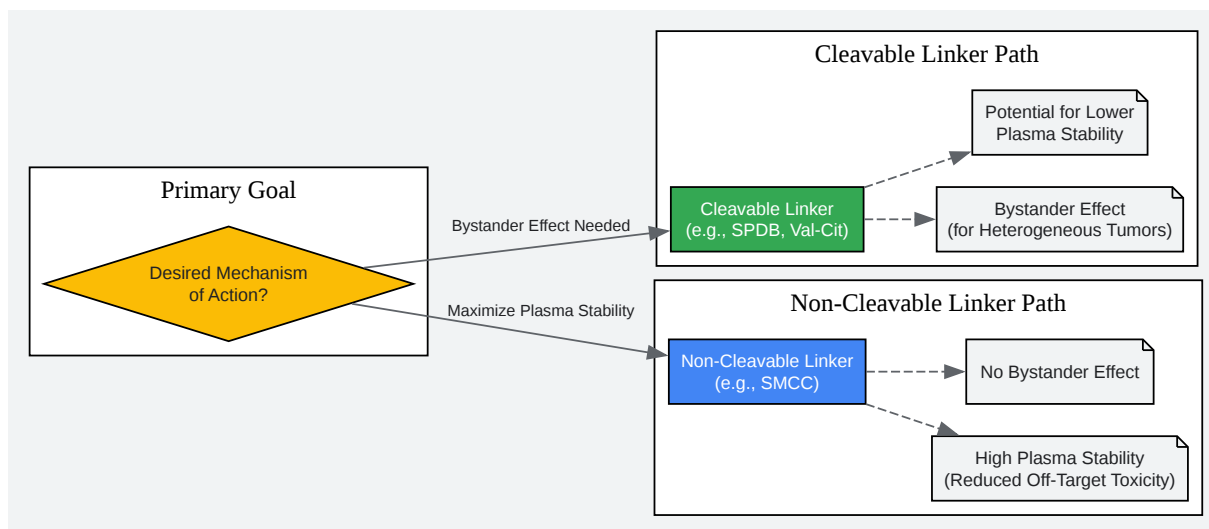 Primary Goal
Desired Mechanism
of Action?
Bystander Effect Needed
Maximize Plasma Stability
Cleavable Linker Path
Cleavable Linker
(e.g., SPDB, Val-Cit)
Potential for Lower
Plasma Stability
Bystander Effect
(for Heterogeneous Tumors)
Non-Cleavable Linker Path
Non-Cleavable Linker
(e.g., SMCC)
No Bystander Effect
High Plasma Stability
(Reduced Off-Target Toxicity)